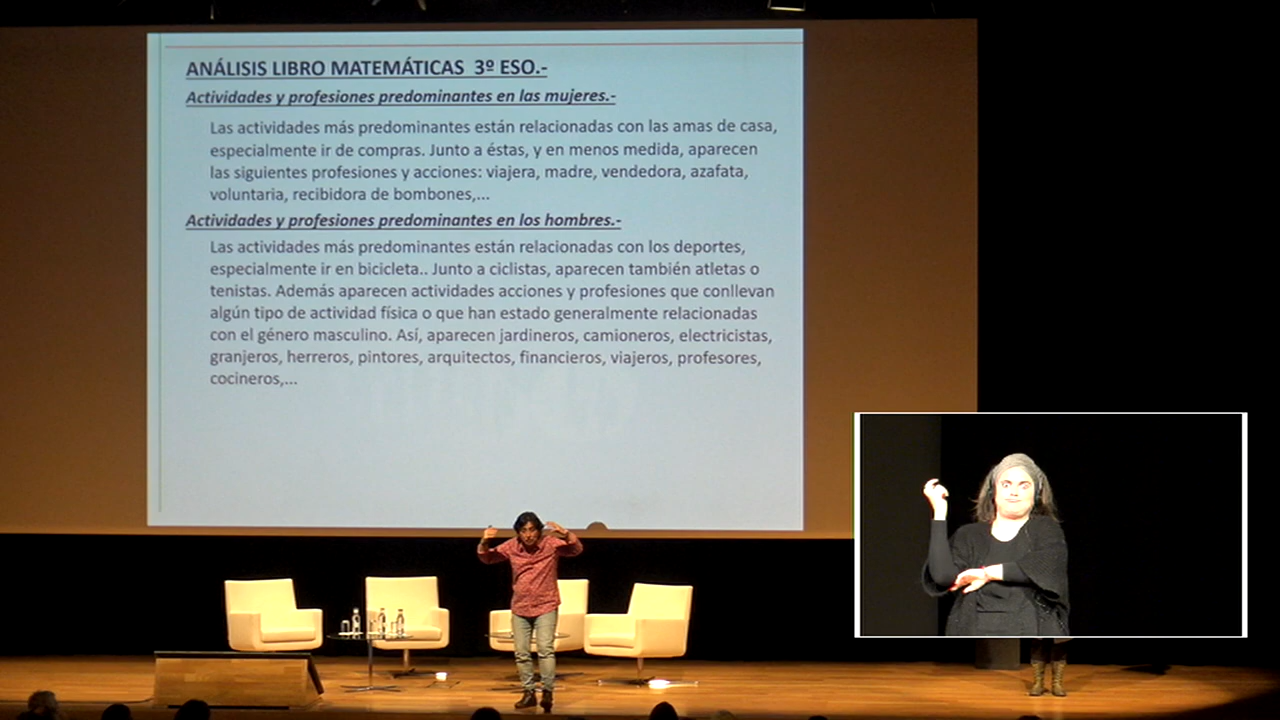 ANÁLISIS LIBRO MATEMÁTICAS 3º ESO.-
Actividades y profesiones predominantes en las mujeres.-
Las actividades más predominantes están relacionadas con las amas de casa,
especialmente ir de compras. Junto a éstas, y en menos medida, aparecen
las siguientes profesiones y acciones: viajera, madre, vendedora, azafata,
voluntaria, recibidora de bombones,...
Actividades y profesiones predominantes en los hombres.-
Las actividades más predominantes están relacionadas con los deportes,
especialmente ir en bicicleta.. Junto a ciclistas, aparecen también atletas o
tenistas. Además aparecen actividades acciones y profesiones que conllevan
algún tipo de actividad física o que han estado generalmente relacionadas
con el género masculino. Así, aparecen jardineros, camioneros, electricistas,
granjeros, herreros, pintores, arquitectos, financieros, viajeros, profesores,
cocineros,...